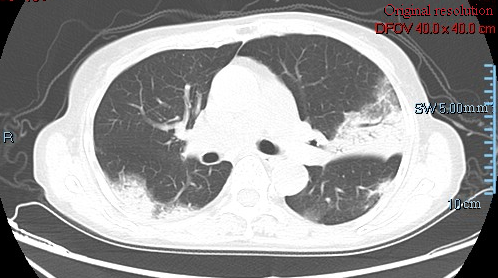 Original resolution
DFOV 40.0 x 40.0 cm
SW 5.00mm
R
10cm